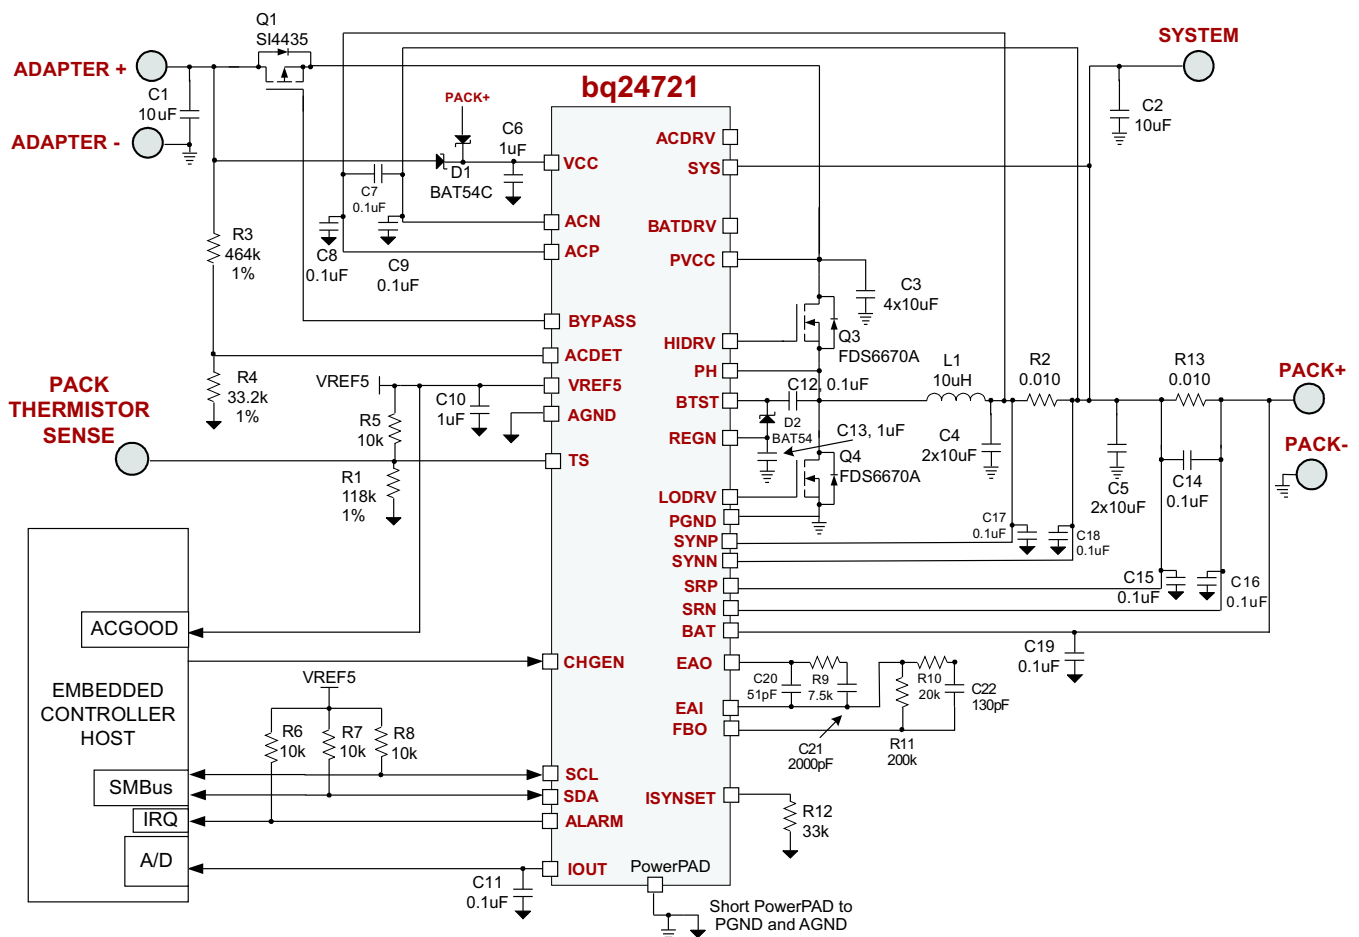 Q1
SI4435
SYSTEM
ADAPTER +
C1
10uF
ADAPTER -
bq24721
PACK+
C6
1uF
D1
BAT54C
C2
10uF
VCC
ACN
ACP
BYPASS
ACDET
VREF5
AGND
TS
CHGEN
SCL
SDA
ALARM
IOUT
ACDRV
SYS
BATDRV
PVCC
HIDRV
PH
BTST
REGN
LODRV
PGND
SYNP
SYNN
SRP
SRN
BAT
EAO
EAI
FBO
ISYNSET
PowerPAD
C7
0.1uF
C8
0.1uF
C9
0.1uF
R3
464k
1%
R4
33.2k
1%
VREF5
R5
10k
C10
1uF
R1
118k
1%
PACK
THERMISTOR
SENSE
C3
4x10uF
Q3
FDS6670A
C12, 0.1uF
D2
BAT54
C13, 1uF
Q4
FDS6670A
L1
10uH
R2
0.010
R13
0.010
PACK+
PACK-
C4
2x10uF
C5
2x10uF
C14
0.1uF
C17
0.1uF
C18
0.1uF
C15
0.1uF
C16
0.1uF
C19
0.1uF
C20
51pF
R9
7.5k
R10
20k
C22
130pF
C21
2000pF
R11
200k
R12
33k
ACGOOD
EMBEDDED
CONTROLLER
HOST
VREF5
R6
10k
R7
10k
R8
10k
SMBus
IRQ
A/D
C11
0.1uF
Short PowerPAD to
PGND and AGND